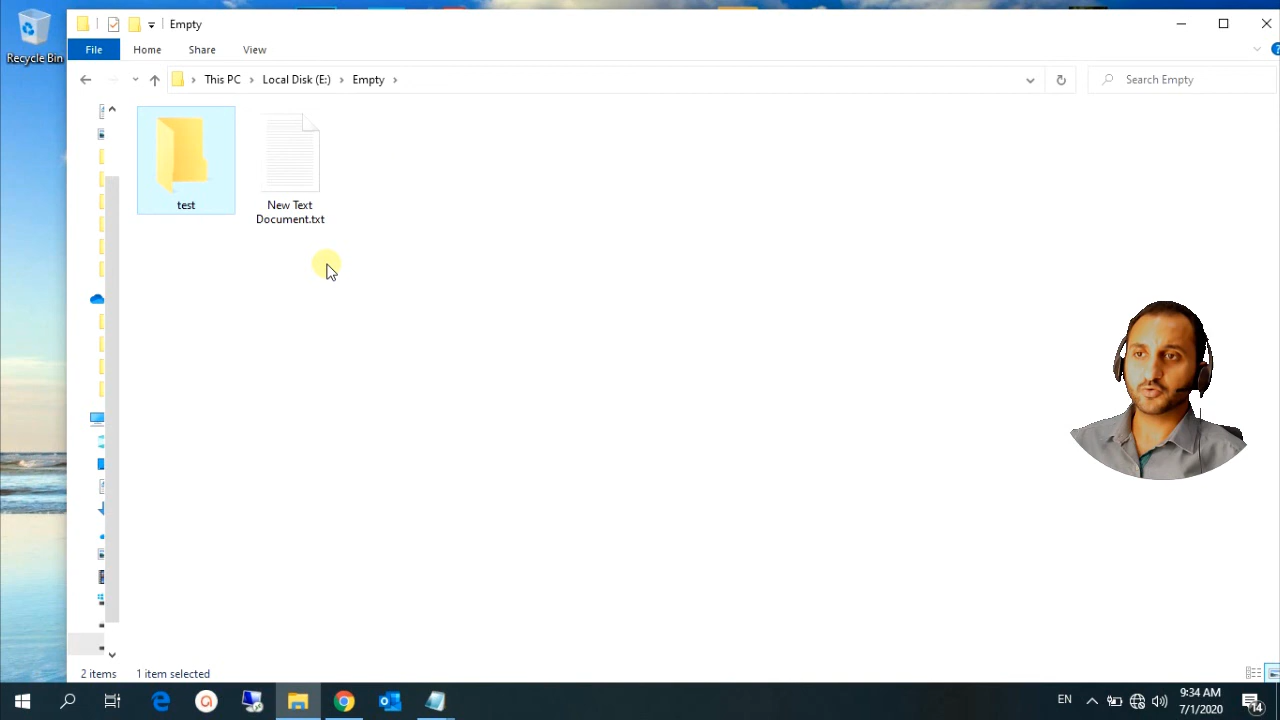 Empty
File Home Share View
This PC Local Disk (E:) Empty
Search Empty
Recycle Bin
test
New Text
Document.txt
2 items 1 item selected
EN
9:34 AM
7/1/2020
14